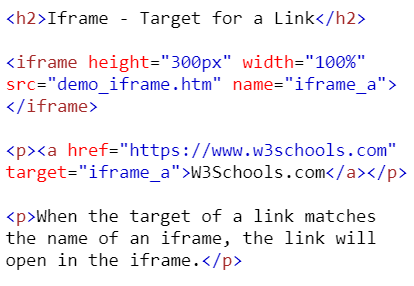 <h2>Iframe - Target for a Link</h2>
<iframe height="300px" width="100%"
src="demo_iframe.htm" name="iframe_a">
</iframe>
<p><a href="https://www.w3schools.com"
target="iframe_a">W3Schools.com</a></p>
<p>When the target of a link matches
the name of an iframe, the link will
open in the iframe.</p>